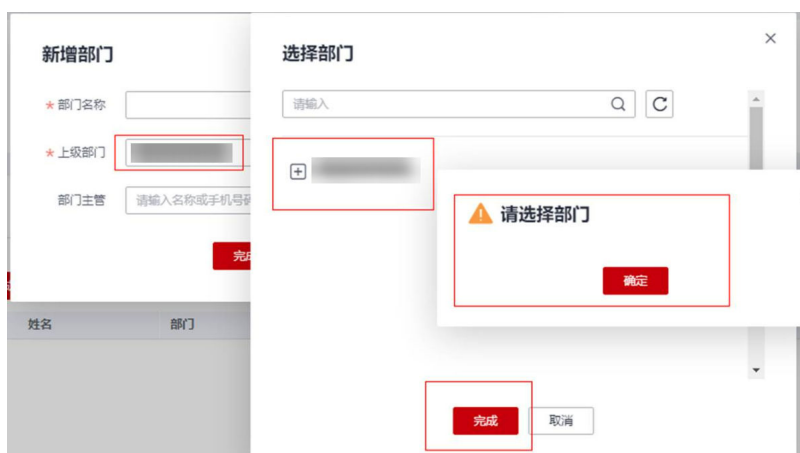 新增部门
* 部门名称
* 上级部门
部门主管 请输入名称或手机号
完
姓名 部门
选择部门
请输入
请选择部门
确定
完成 取消